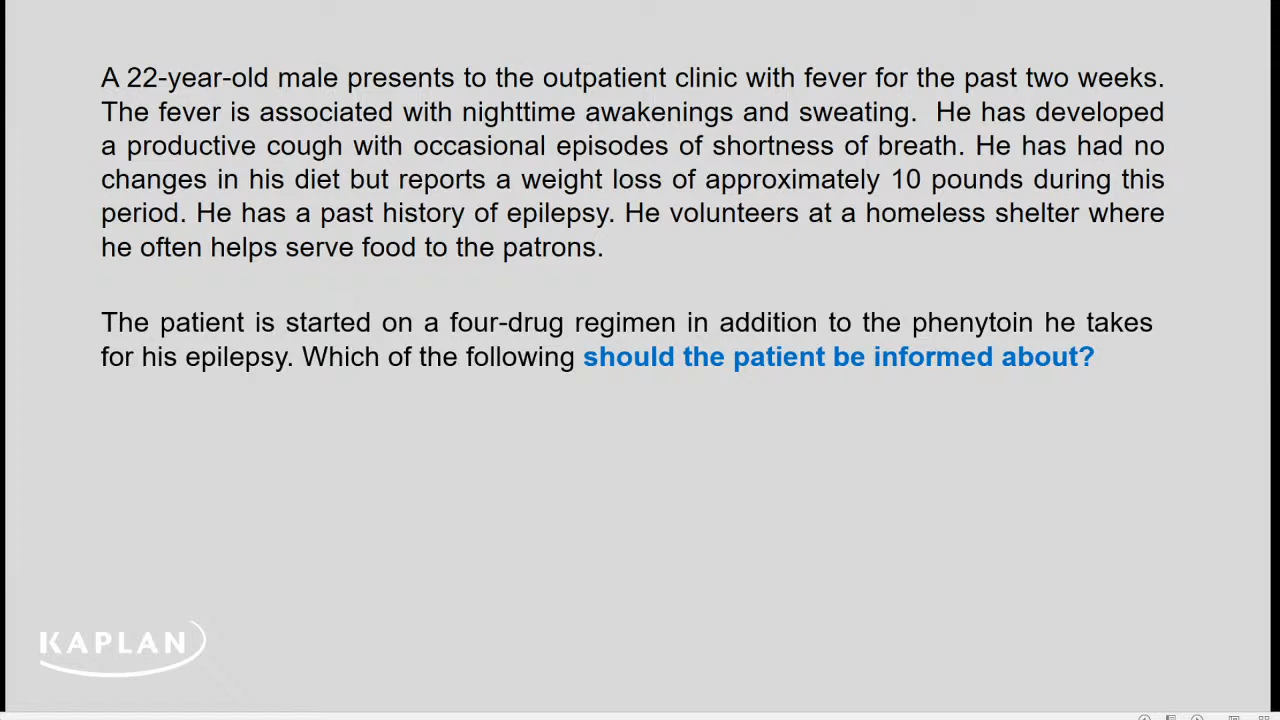 A 22-year-old male presents to the outpatient clinic with fever for the past two weeks.
The fever is associated with nighttime awakenings and sweating. He has developed
a productive cough with occasional episodes of shortness of breath. He has had no
changes in his diet but reports a weight loss of approximately 10 pounds during this
period. He has a past history of epilepsy. He volunteers at a homeless shelter where
he often helps serve food to the patrons.
The patient is started on a four-drug regimen in addition to the phenytoin he takes
for his epilepsy. Which of the following should the patient be informed about?
KAPLAN